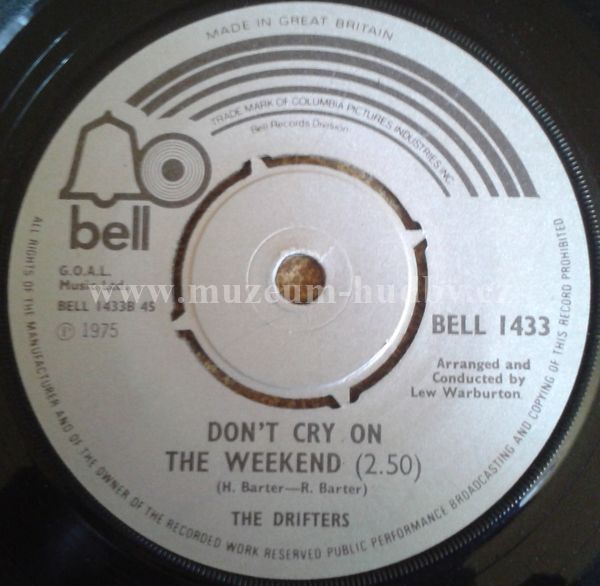 MADE IN GREAT BRITAIN
TRADE MARK OF COLUMBIA PICTURES INDUSTRIES INC.
Bell Records Division
bell
G.O.A.L.
Music Ltd.
BELL 1433B 45
Ⓟ 1975
www.muzeum-hudby.cz
BELL 1433
Arranged and
Conducted by
Lew Warburton
DON'T CRY ON
THE WEEKEND (2.50)
(H. Barter—R. Barter)
THE DRIFTERS
ALL RIGHTS OF THE MANUFACTURER AND OF THE OWNER OF THE RECORDED WORK RESERVED PUBLIC PERFORMANCE BROADCASTING AND COPYING OF THIS RECORD PROHIBITED